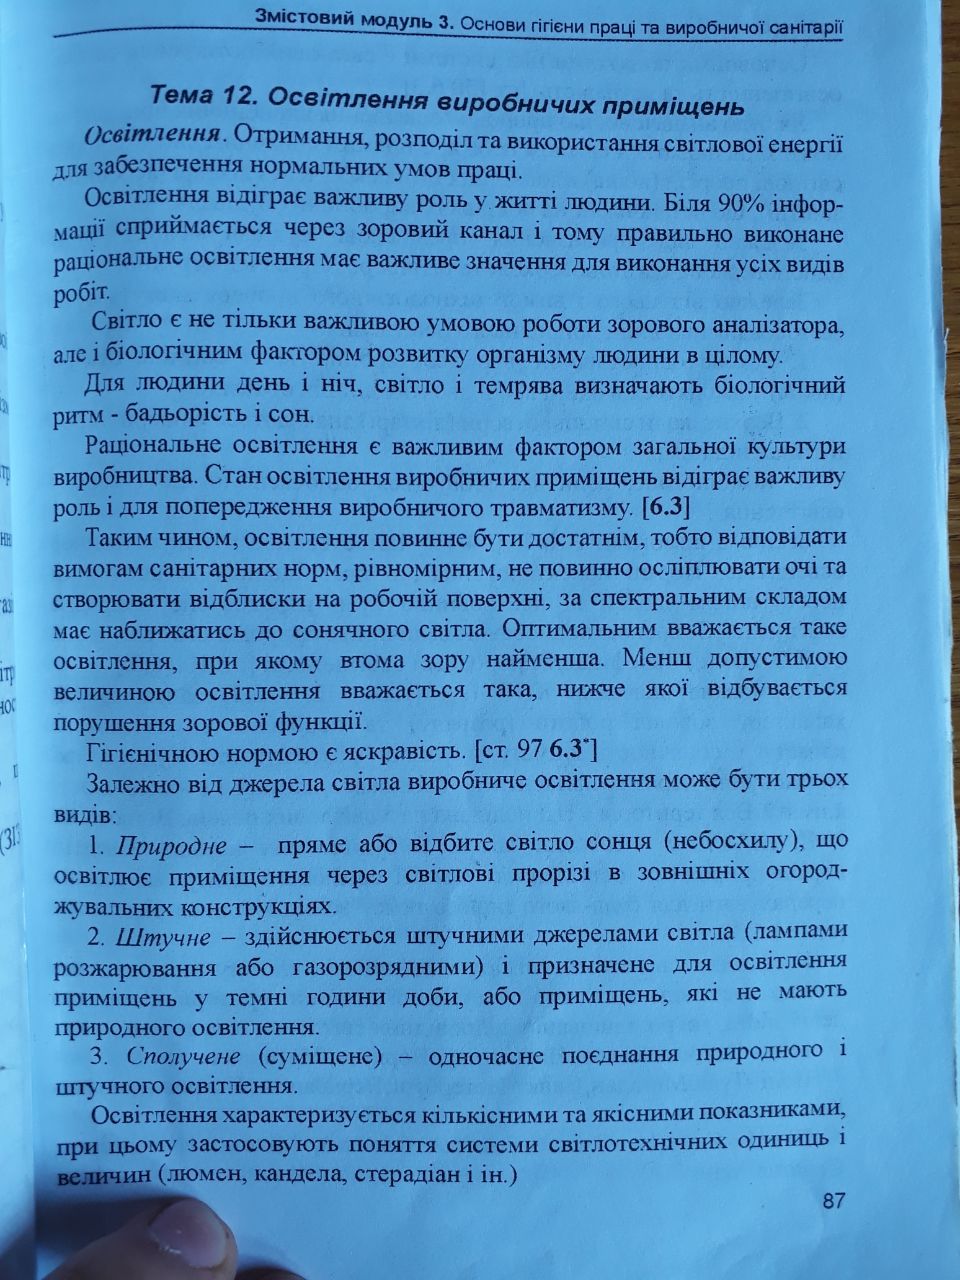 Змістовий модуль 3. Основи гігієни праці та виробничої санітарії
Тема 12. Освітлення виробничих приміщень
Освітлення. Отримання, розподіл та використання світлової енергії
для забезпечення нормальних умов праці.
Освітлення відіграє важливу роль у житті людини. Біля 90% інфор-
мації сприймається через зоровий канал і тому правильно виконане
раціональне освітлення має важливе значення для виконання усіх видів
робіт.
Світло є не тільки важливою умовою роботи зорового аналізатора,
але і біологічним фактором розвитку організму людини в цілому.
Для людини день і ніч, світло і темрява визначають біологічний
ритм - бадьорість і сон.
Раціональне освітлення є важливим фактором загальної культури
виробництва. Стан освітлення виробничих приміщень відіграє важливу
роль і для попередження виробничого травматизму. [6.3]
Таким чином, освітлення повинне бути достатнім, тобто відповідати
вимогам санітарних норм, рівномірним, не повинно осліплювати очі та
створювати відблиски на робочій поверхні, за спектральним складом
має наближатись до сонячного світла. Оптимальним вважається таке
освітлення, при якому втома зору найменша. Менш допустимою
величиною освітлення вважається така, нижче якої відбувається
порушення зорової функції.
Гігієнічною нормою є яскравість. [ст. 97 6.3*]
Залежно від джерела світла виробниче освітлення може бути трьох
видів:
1. Природне – пряме або відбите світло сонця (небосхилу), що
освітлює приміщення через світлові прорізі в зовнішніх огород-
жувальних конструкціях.
2. Штучне – здійснюється штучними джерелами світла (лампами
розжарювання або газорозрядними) і призначене для освітлення
приміщень у темні години доби, або приміщень, які не мають
природного освітлення.
3. Сполучене (суміщене) – одночасне поєднання природного і
штучного освітлення.
Освітлення характеризується кількісними та якісними показниками,
при цьому застосовують поняття системи світлотехнічних одиниць і
величин (люмен, кандела, стерадіан і ін.)
87